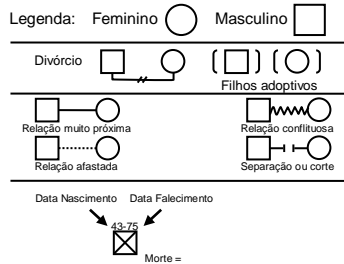 Legenda: Feminino Masculino
Divórcio
Filhos adoptivos
Relação muito próxima Relação conflituosa
Relação afastada Separação ou corte
Data Nascimento Data Falecimento
43-75
Morte =